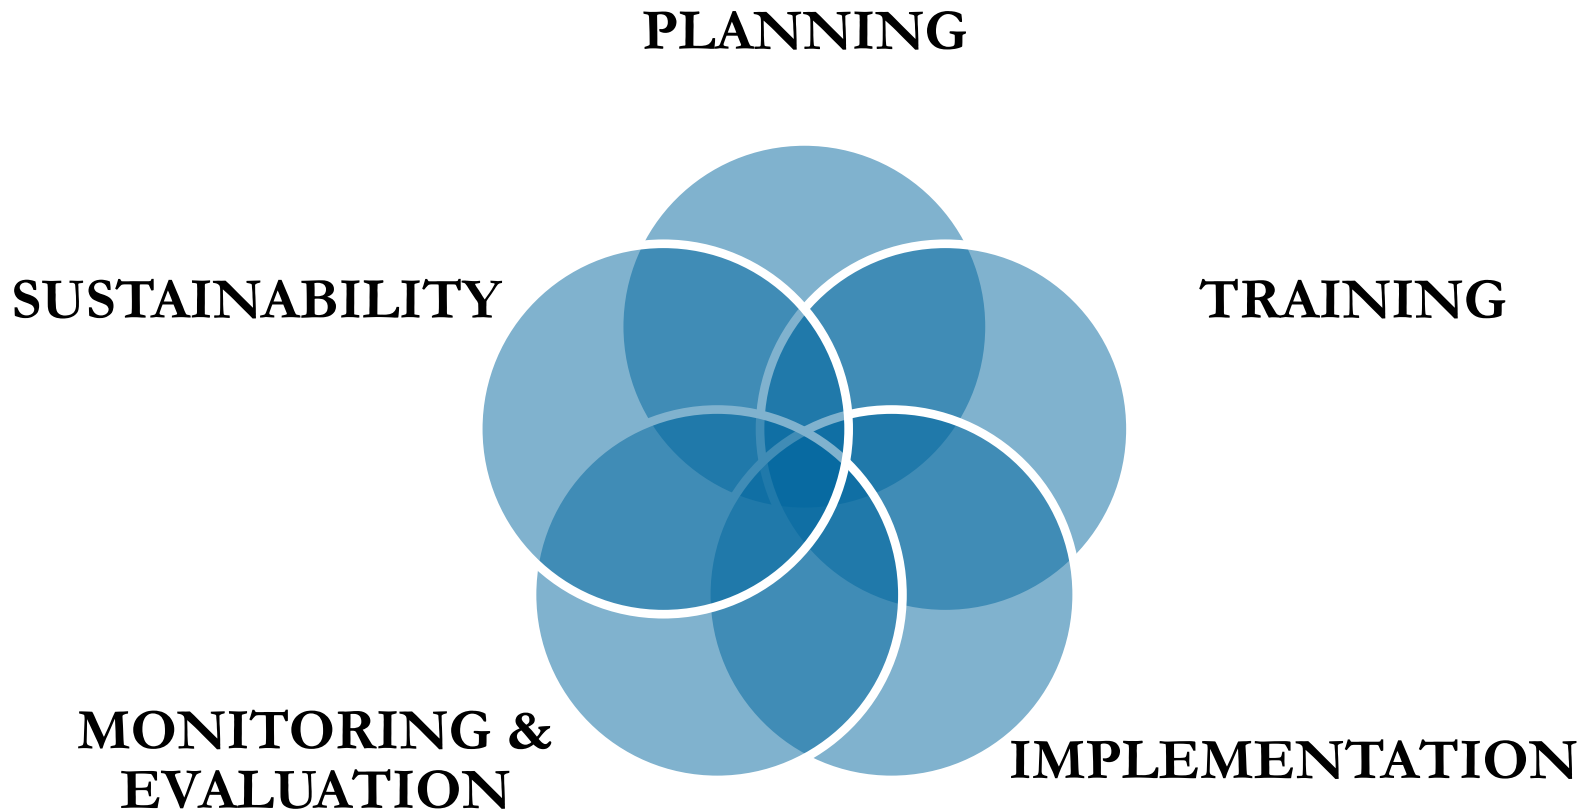 PLANNING
SUSTAINABILITY
TRAINING
MONITORING &
EVALUATION
IMPLEMENTATION